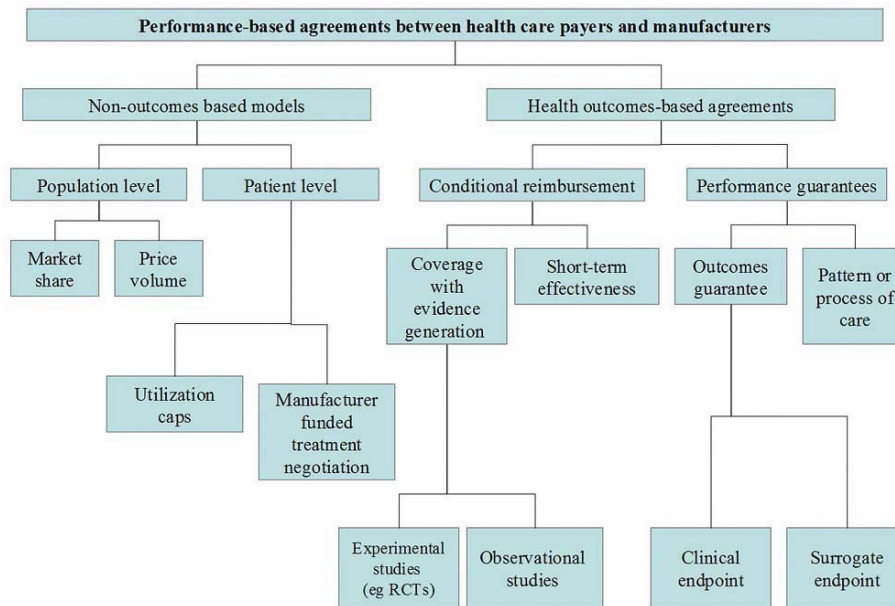 Performance-based agreements between health care payers and manufacturers
Non-outcomes based models
Health outcomes-based agreements
Population level
Patient level
Conditional reimbursement
Performance guarantees
Market
share
Price
volume
Coverage
with
evidence
generation
Short-term
effectiveness
Outcomes
guarantee
Pattern or
process of
care
Utilization
caps
Manufacturer
funded
treatment
negotiation
Experimental
studies
(eg RCTs)
Observational
studies
Clinical
endpoint
Surrogate
endpoint